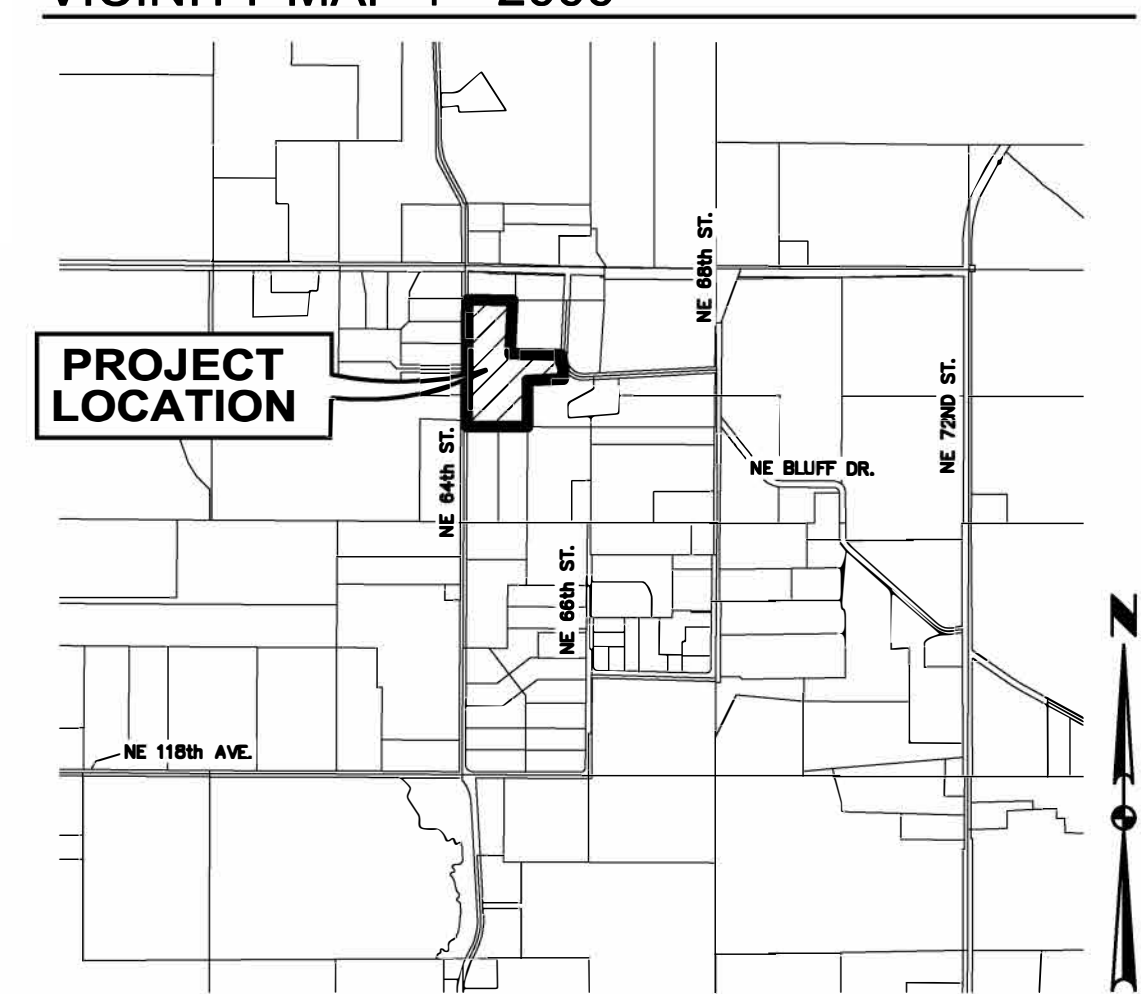 NE 68th ST.
PROJECT
LOCATION
NE 72ND ST.
NE 64th ST.
NE BLUFF DR.
NE 66th ST.
N
NE 118th AVE.